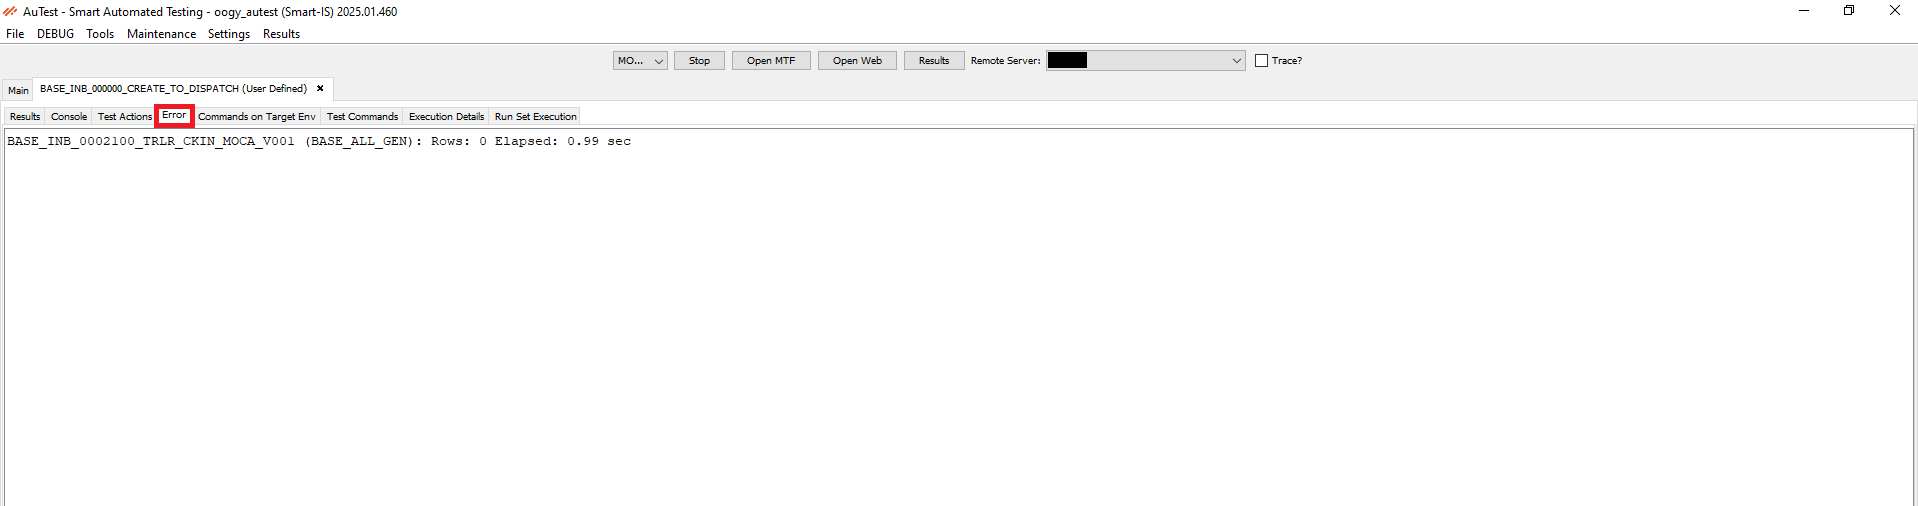 AuTest - Smart Automated Testing - oogy_autest (Smart-IS) 2025.01.460
File DEBUG Tools Maintenance Settings Results
MO... Stop Open MTF Open Web Results Remote Server: Trace?
Main BASE_INB_000000_CREATE_TO_DISPATCH (User Defined)
Results Console Test Actions Error Commands on Target Env Test Commands Execution Details Run Set Execution
BASE_INB_0002100_TRLR_CKIN_MOCA_V001 (BASE_ALL_GEN): Rows: 0 Elapsed: 0.99 sec